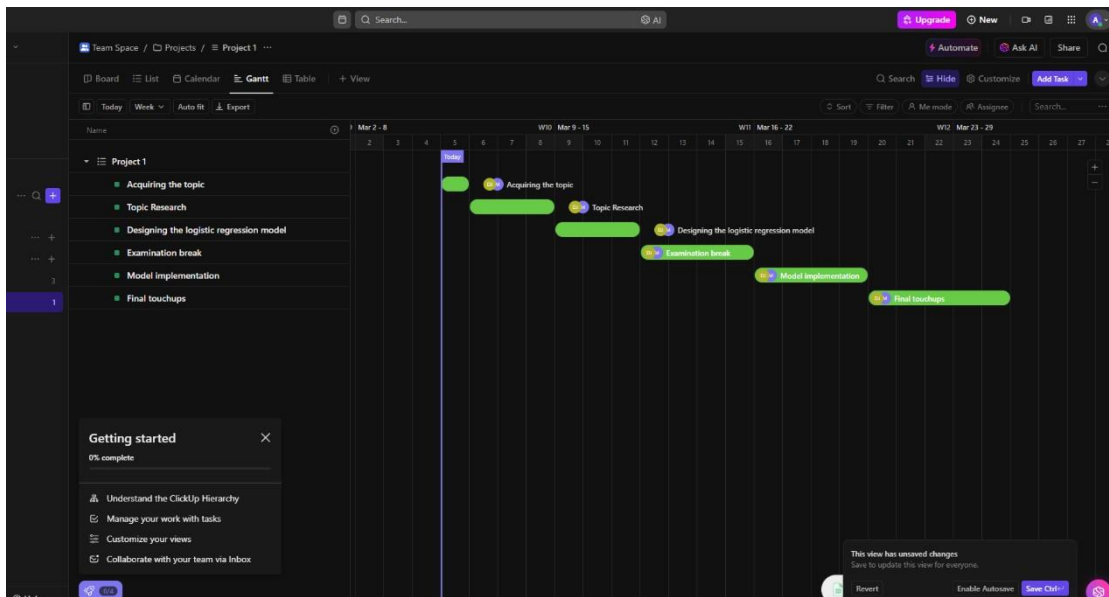 Search... AI Upgrade New A
Team Space / Projects / Project 1 ... Automate Ask AI Share
Board List Calendar Gantt Table + View Search Hide Customize Add Task
Today Week Auto fit Export Sort Filter Me mode Assignee Search...
Name Mar 2 - 8 W10 Mar 9 - 15 W11 Mar 16 - 22 W12 Mar 23 - 29
2 3 4 5 6 7 8 9 10 11 12 13 14 15 16 17 18 19 20 21 22 23 24 25 26 27
Today
Project 1
Acquiring the topic M Acquiring the topic
Topic Research M Topic Research
Designing the logistic regression model M Designing the logistic regression model
Examination break M Examination break
Model implementation M Model implementation
Final touchups M Final touchups
3
1
Getting started
0% complete
Understand the ClickUp Hierarchy
Manage your work with tasks
Customize your views
Collaborate with your team via Inbox
0/4
This view has unsaved changes
Save to update this view for everyone.
Revert Enable Autosave Save Ctrl+↵